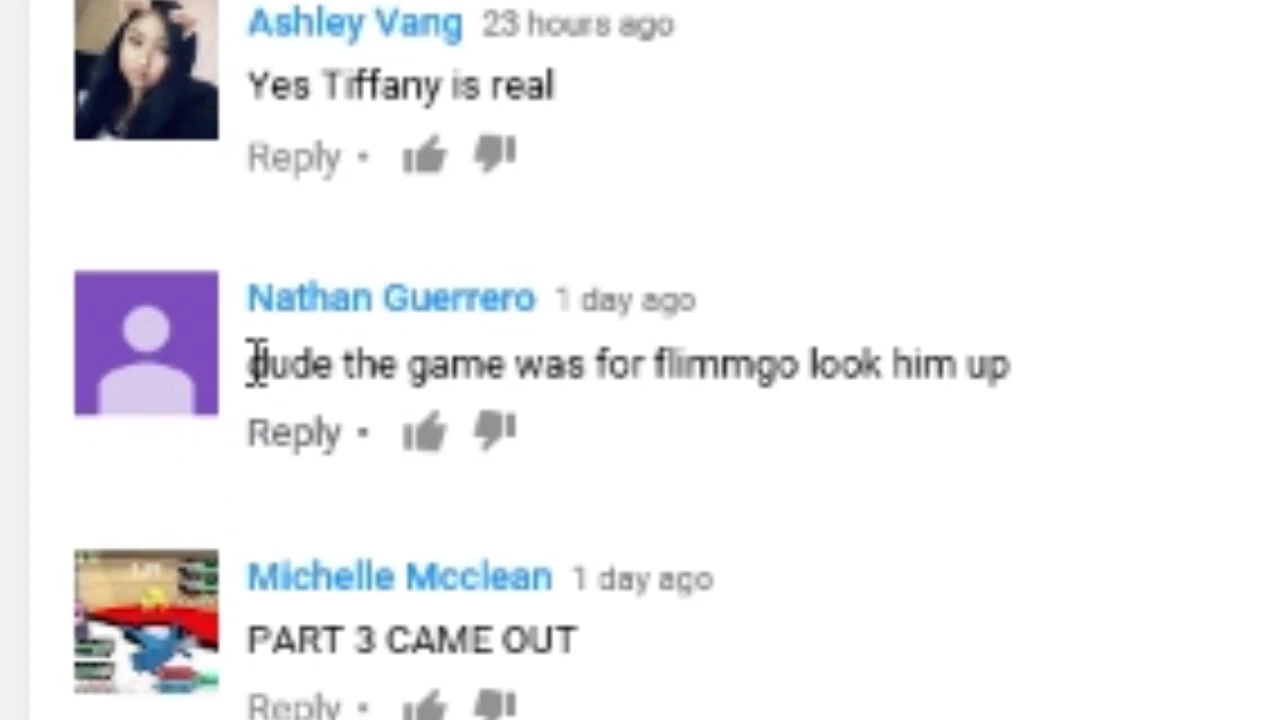 Ashley Vang 23 hours ago
Yes Tiffany is real
Reply •
Nathan Guerrero 1 day ago
dude the game was for flimmgo look him up
Reply •
Michelle Mcclean 1 day ago
PART 3 CAME OUT
Reply •